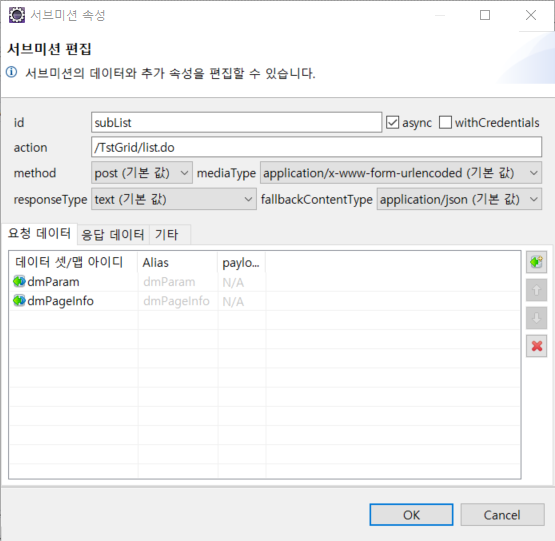 서브미션 속성
서브미션 편집
서브미션의 데이터와 추가 속성을 편집할 수 있습니다.
id subList async withCredentials
action /TstGrid/list.do
method post (기본 값) mediaType application/x-www-form-urlencoded (기본 값)
responseType text (기본 값) fallbackContentType application/json (기본 값)
요청 데이터 응답 데이터 기타
데이터 셋/맵 아이디 Alias paylo...
dmParam dmParam N/A
dmPageInfo dmPageInfo N/A
OK Cancel